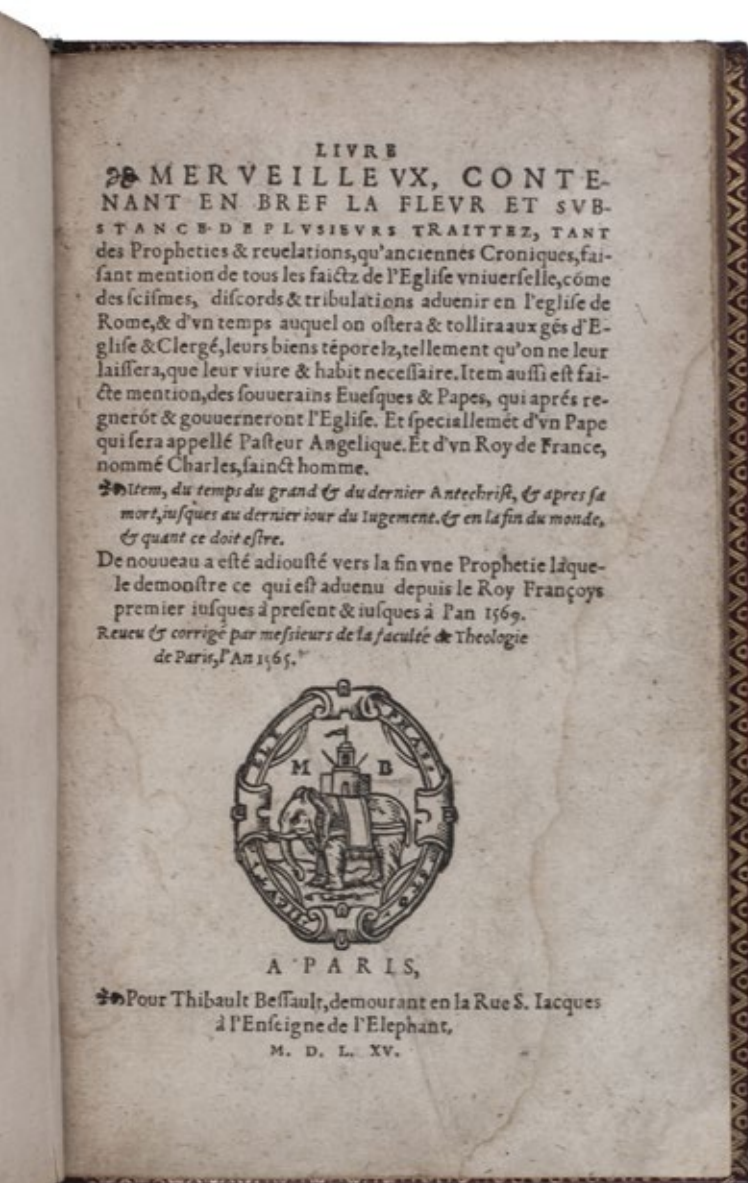 LIVRE
MERVEILLEVX, CONTE-
NANT EN BREF LA FLEVR ET SVB-
STANCE DE PLVSIEVRS TRAITTEZ, TANT
des Propheties & reuelations, qu'anciennes Croniques, fai-
ſant mention de tous les faictz de l'Egliſe vniuerſelle, cõme
des ſciſmes, diſcords & tribulations aduenir en l'egliſe de
Rome, & d'vn temps auquel on oſtera & tollira aux gẽs d'E-
gliſe & Clergé, leurs biens tẽporelz, tellement qu'on ne leur
laiſſera, que leur viure & habit neceſſaire. Item auſſi eſt fai-
cte mention, des ſouuerains Eueſques & Papes, qui aprés re-
gnerõt & gouuerneront l'Egliſe. Et ſpeciallemẽt d'vn Pape
qui ſera appellé Paſteur Angelique. Et d'vn Roy de France,
nommé Charles, ſainct homme.
Item, du temps du grand & du dernier Antechriſt, & apres ſa
mort, iuſques au dernier iour du Iugement. & en la fin du monde,
& quant ce doit eſtre.
De nouueau a eſté adiouſté vers la fin vne Prophetie laque-
le demonſtre ce qui eſt aduenu depuis le Roy Françoys
premier iuſques à preſent & iuſques à l'an 1569.
Reueu & corrigé par meſſieurs de la faculté de Theologie
de Paris, l'An 1565.
M B
A PARIS,
Pour Thibault Beſſault, demourant en la Rue S. Iacques
à l'Enſeigne de l'Elephant,
M. D. L. XV.